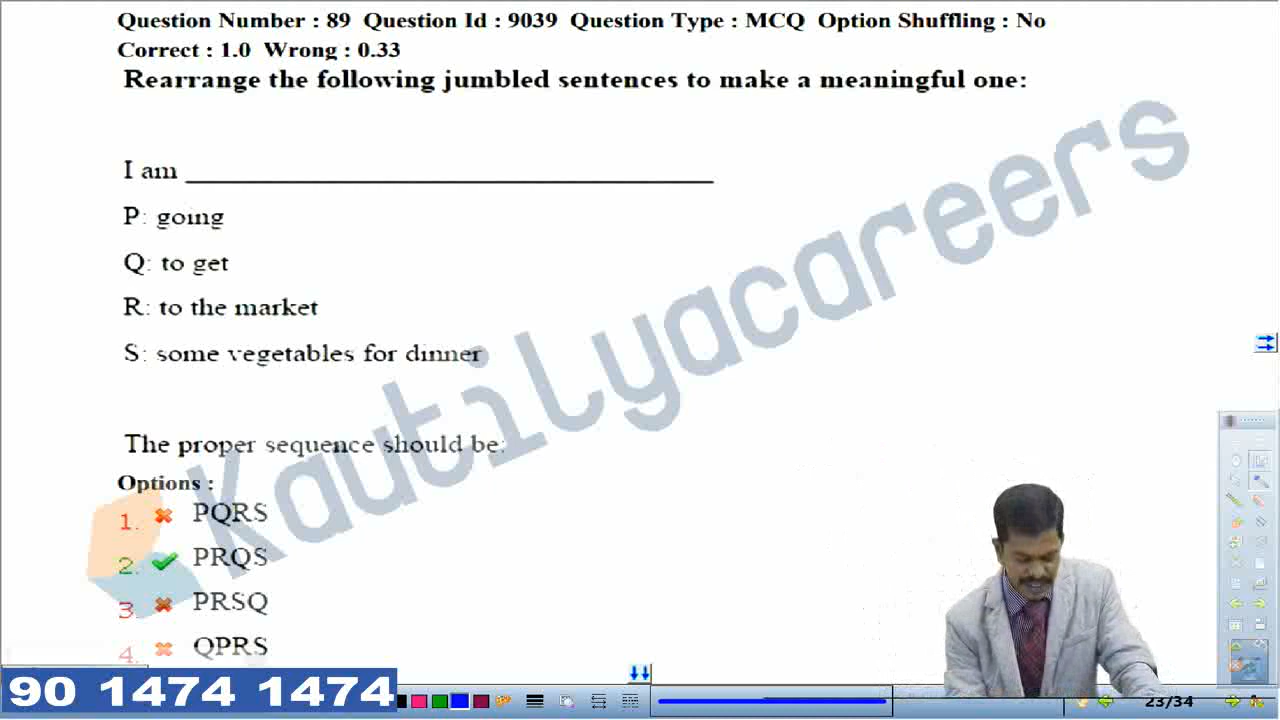 Question Number : 89 Question Id : 9039 Question Type : MCQ Option Shuffling : No
Correct : 1.0 Wrong : 0.33
Rearrange the following jumbled sentences to make a meaningful one:
I am ___
P: going
Q: to get
R: to the market
S: some vegetables for dinner
The proper sequence should be:
Options :
1. PQRS
2. PRQS
3. PRSQ
4. QPRS
Kautilyacareers
90 1474 1474
23/34